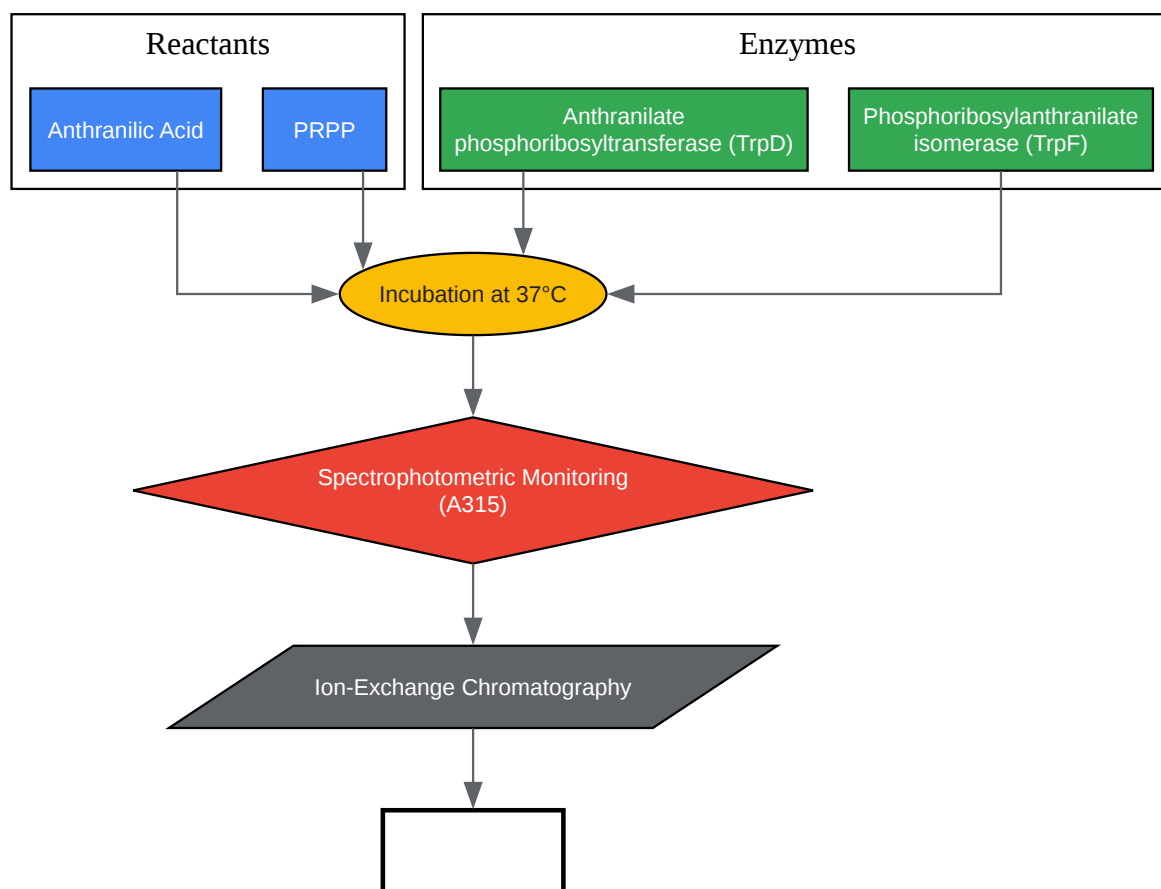 Reactants
Enzymes
Anthranilic Acid
PRPP
Anthranilate
phosphoribosyltransferase (TrpD)
Phosphoribosylanthranilate
isomerase (TrpF)
Incubation at 37°C
Spectrophotometric Monitoring
(A315)
Ion-Exchange Chromatography